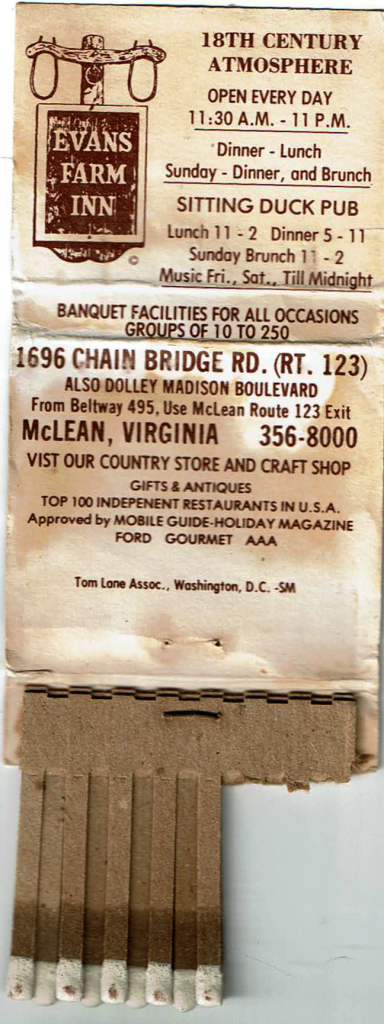 EVANS
FARM
INN
©
18TH CENTURY
ATMOSPHERE
OPEN EVERY DAY
11:30 A.M. - 11 P.M.
Dinner - Lunch
Sunday - Dinner, and Brunch
SITTING DUCK PUB
Lunch 11 - 2 Dinner 5 - 11
Sunday Brunch 11 - 2
Music Fri., Sat., Till Midnight
BANQUET FACILITIES FOR ALL OCCASIONS
GROUPS OF 10 TO 250
1696 CHAIN BRIDGE RD. (RT. 123)
ALSO DOLLEY MADISON BOULEVARD
From Beltway 495, Use McLean Route 123 Exit
McLEAN, VIRGINIA 356-8000
VIST OUR COUNTRY STORE AND CRAFT SHOP
GIFTS & ANTIQUES
TOP 100 INDEPENENT RESTAURANTS IN U.S.A.
Approved by MOBILE GUIDE-HOLIDAY MAGAZINE
FORD GOURMET AAA
Tom Lane Assoc., Washington, D.C. -SM